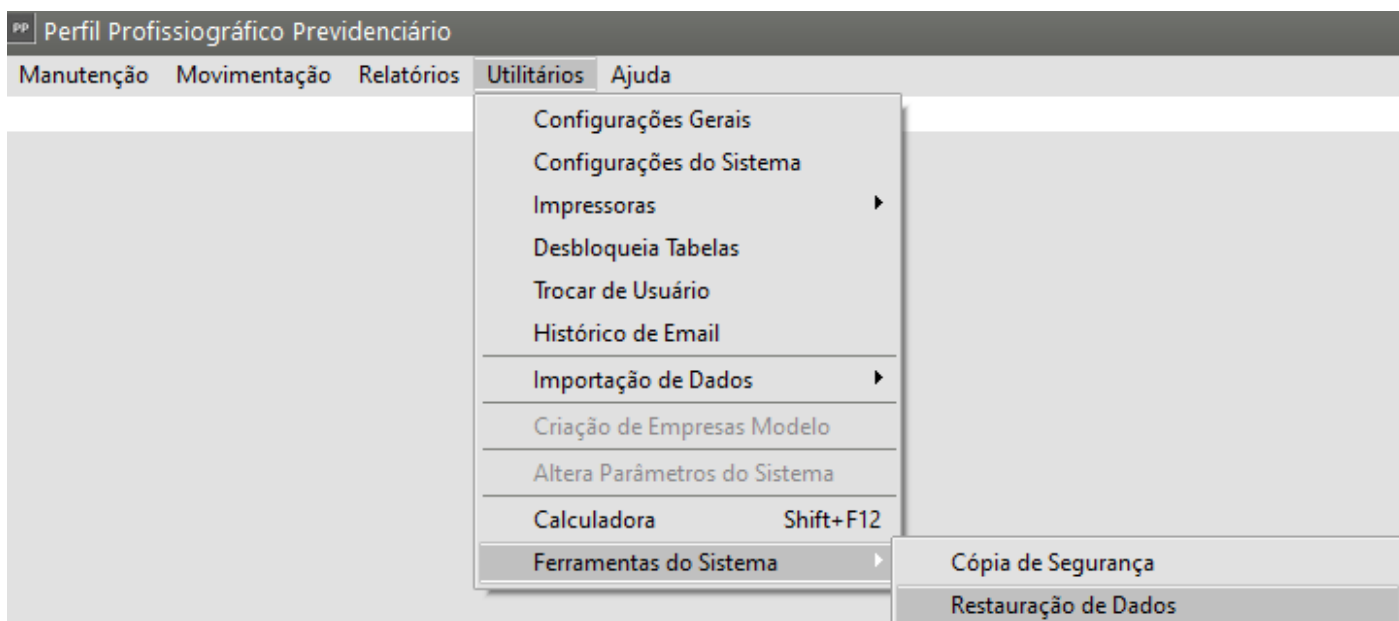 PP Perfil Profissiográfico Previdenciário
Manutenção Movimentação Relatórios Utilitários Ajuda
Configurações Gerais
Configurações do Sistema
Impressoras
Desbloqueia Tabelas
Trocar de Usuário
Histórico de Email
Importação de Dados
Criação de Empresas Modelo
Altera Parâmetros do Sistema
Calculadora Shift+F12
Ferramentas do Sistema Cópia de Segurança
Restauração de Dados